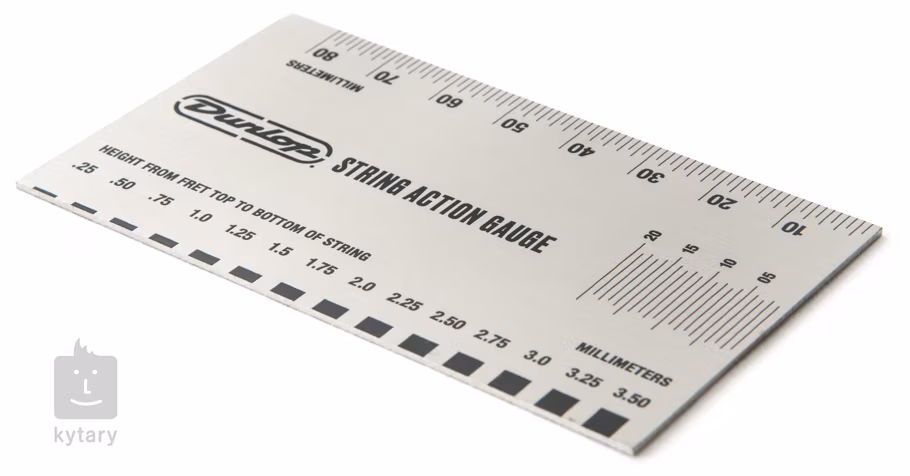 80 70 60 50 40 30 20 10
MILLIMETERS
Dunlop
STRING ACTION GAUGE
HEIGHT FROM FRET TOP TO BOTTOM OF STRING
.25 .50 .75 1.0 1.25 1.5 1.75 2.0 2.25 2.50 2.75 3.0 3.25 3.50
20 15 10 05
MILLIMETERS
kytary